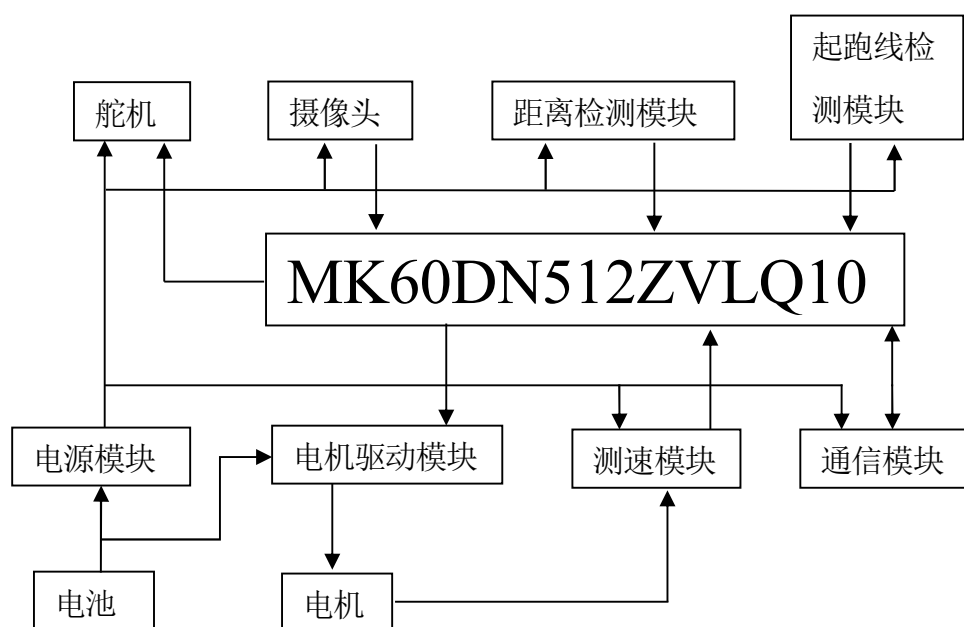 起跑线检
测模块
舵机
摄像头
距离检测模块
MK60DN512ZVLQ10
电源模块
电机驱动模块
测速模块
通信模块
电池
电机